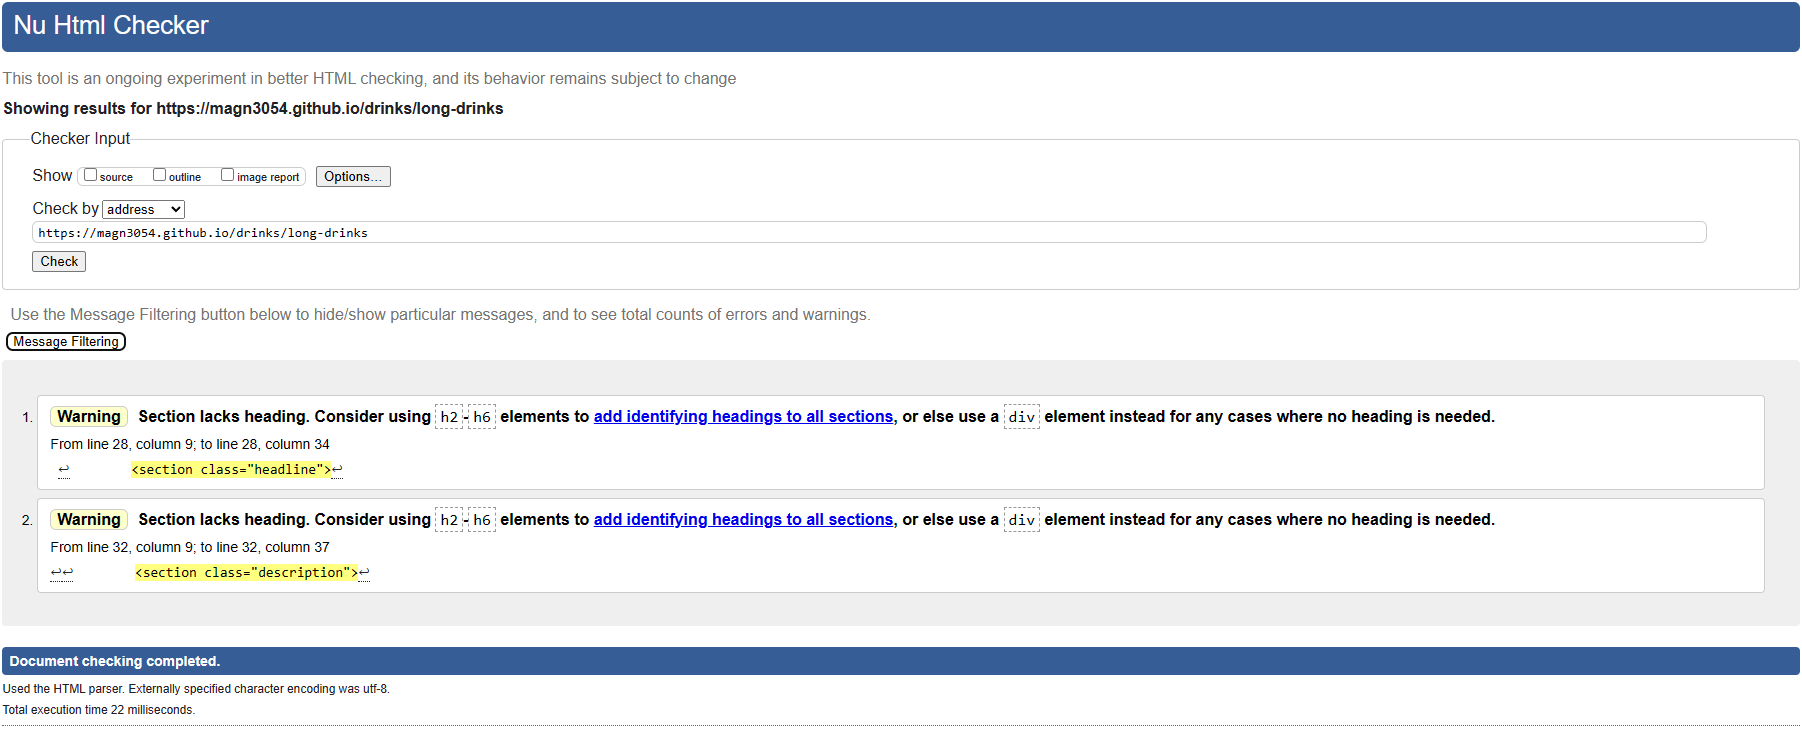 Nu Html Checker
This tool is an ongoing experiment in better HTML checking, and its behavior remains subject to change
Showing results for https://magn3054.github.io/drinks/long-drinks
Checker Input
Show source outline image report Options...
Check by address
https://magn3054.github.io/drinks/long-drinks
Check
Use the Message Filtering button below to hide/show particular messages, and to see total counts of errors and warnings.
Message Filtering
1. Warning Section lacks heading. Consider using h2-h6 elements to add identifying headings to all sections, or else use a div element instead for any cases where no heading is needed.
From line 28, column 9; to line 28, column 34
↩ <section class="headline">↩
2. Warning Section lacks heading. Consider using h2-h6 elements to add identifying headings to all sections, or else use a div element instead for any cases where no heading is needed.
From line 32, column 9; to line 32, column 37
↩↩ <section class="description">↩
Document checking completed.
Used the HTML parser. Externally specified character encoding was utf-8.
Total execution time 22 milliseconds.